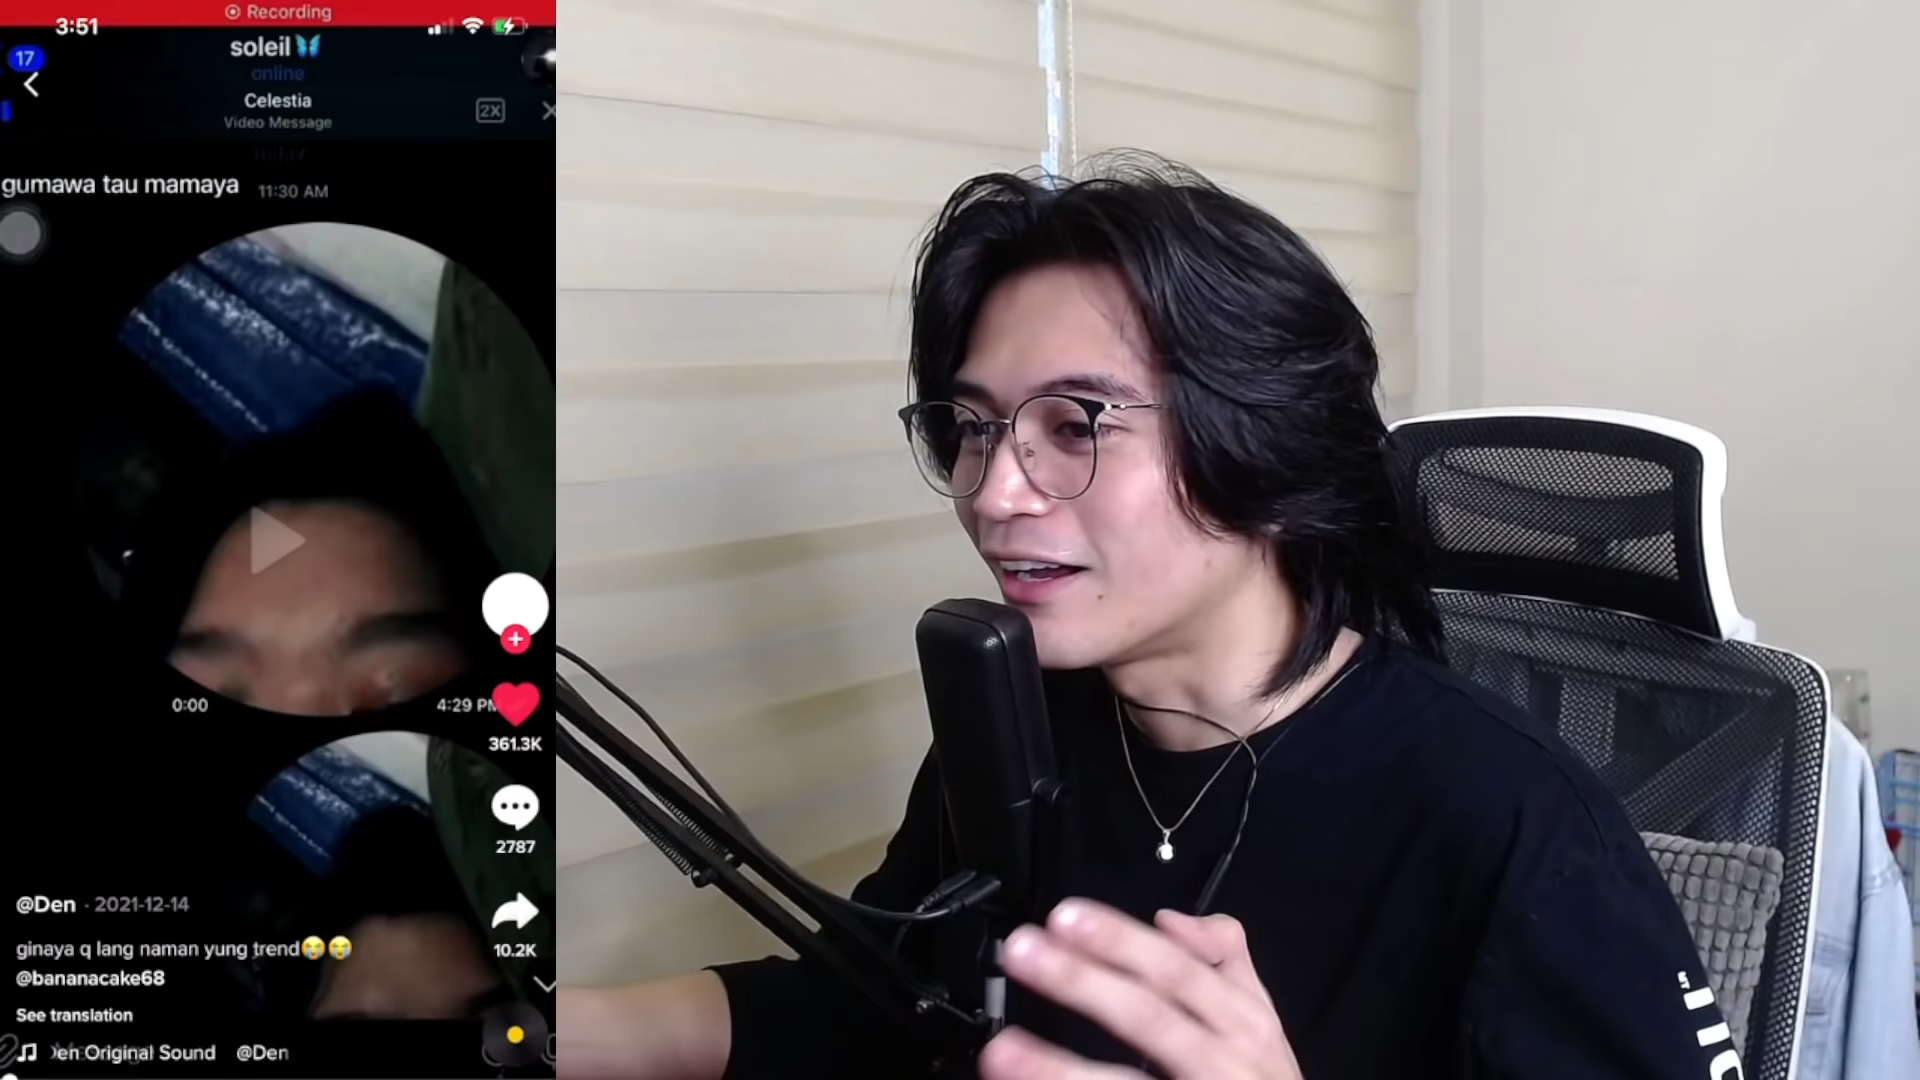 Recording
3:51
17
soleil🦋
online
Celestia
Video Message
2X
Today
gumawa tau mamaya
11:30 AM
0:00
4:29 PM
361.3K
2787
@Den · 2021-12-14
10.2K
ginaya q lang naman yung trend😭😭
@bananacake68
See translation
en Original Sound @Den